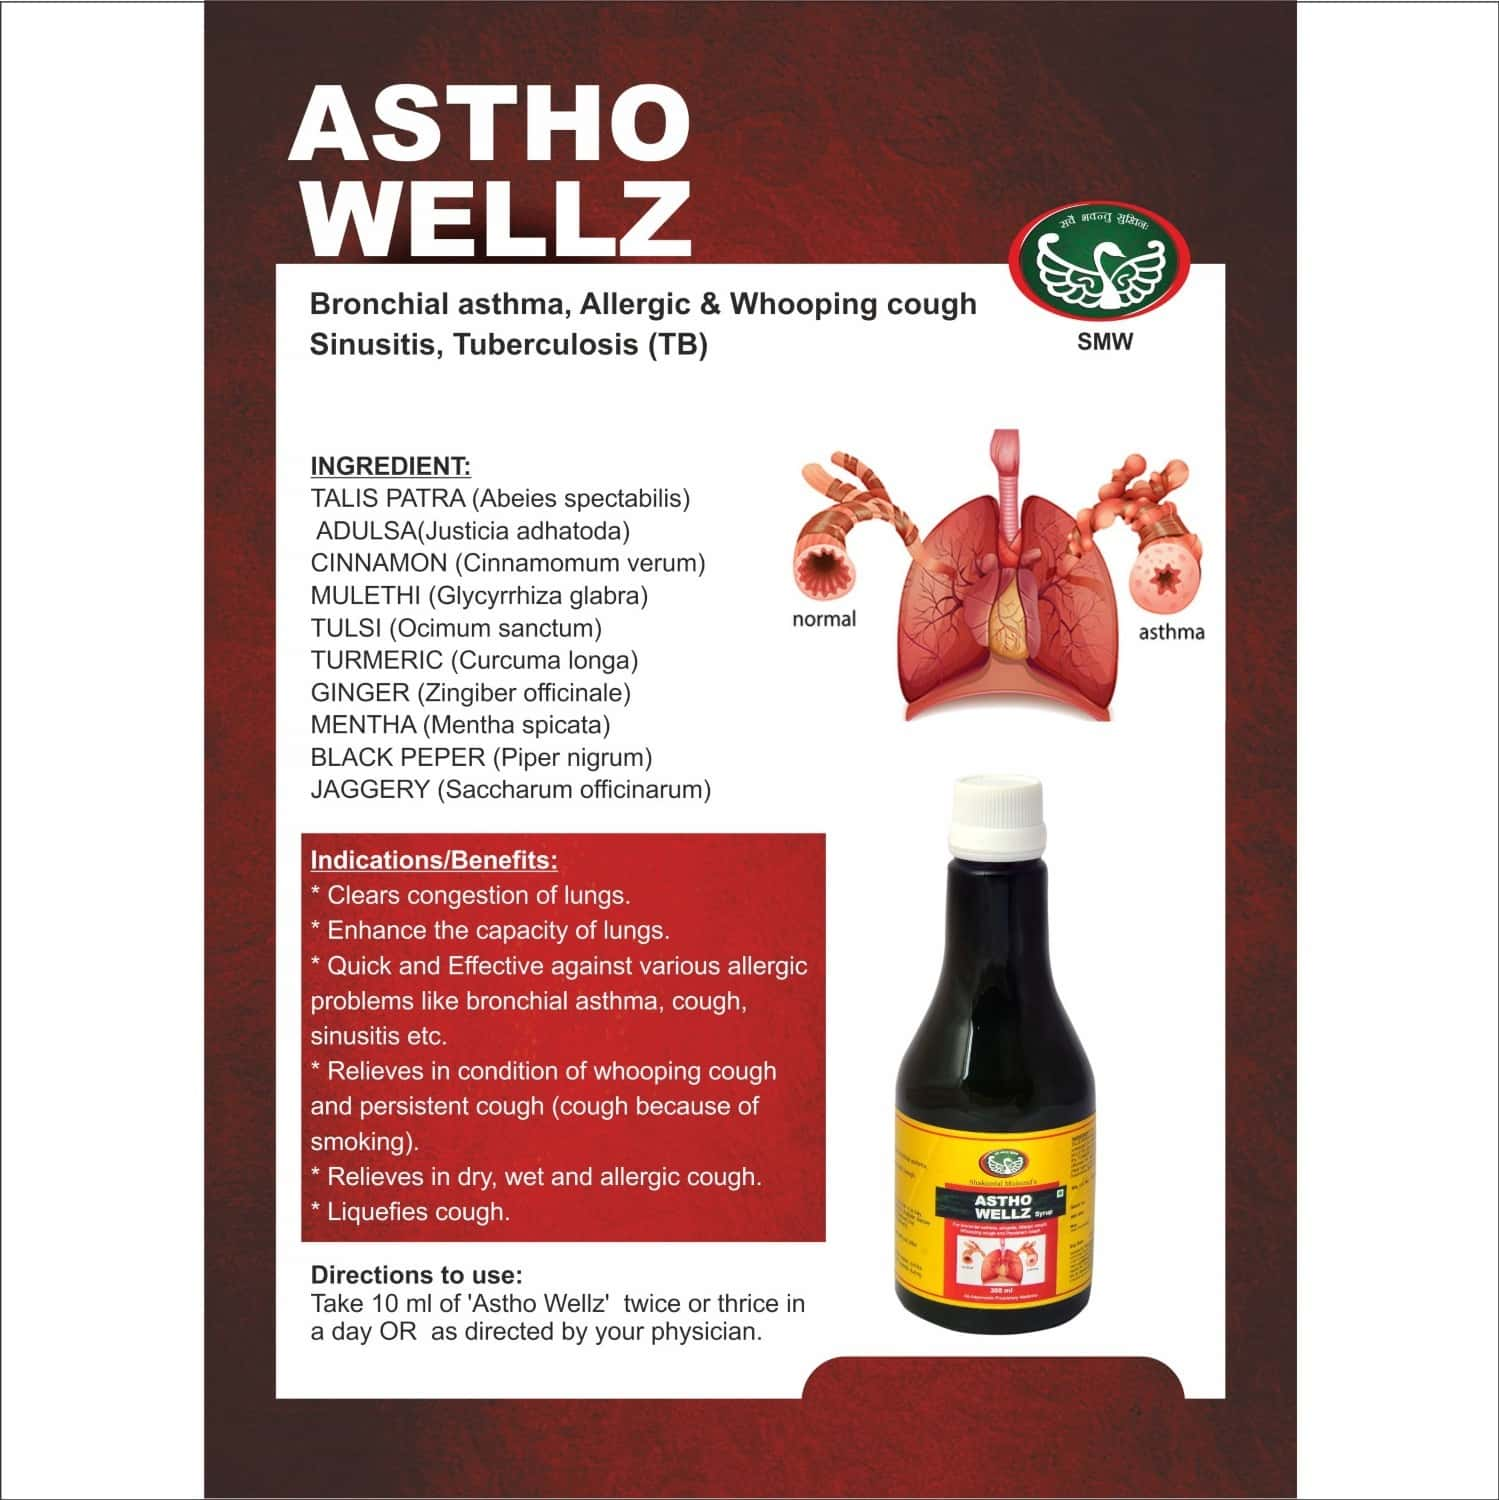 ASTHO
WELLZ
सर्वे भवन्तु सुखिनः
SMW
Bronchial asthma, Allergic & Whooping cough
Sinusitis, Tuberculosis (TB)
INGREDIENT:
TALIS PATRA (Abeies spectabilis)
ADULSA(Justicia adhatoda)
CINNAMON (Cinnamomum verum)
MULETHI (Glycyrrhiza glabra)
TULSI (Ocimum sanctum)
TURMERIC (Curcuma longa)
GINGER (Zingiber officinale)
MENTHA (Mentha spicata)
BLACK PEPER (Piper nigrum)
JAGGERY (Saccharum officinarum)
normal
asthma
Indications/Benefits:
* Clears congestion of lungs.
* Enhance the capacity of lungs.
* Quick and Effective against various allergic
problems like bronchial asthma, cough,
sinusitis etc.
* Relieves in condition of whooping cough
and persistent cough (cough because of
smoking).
* Relieves in dry, wet and allergic cough.
* Liquefies cough.
Directions to use:
Take 10 ml of 'Astho Wellz'  twice or thrice in
a day OR  as directed by your physician.
ASTHO
WELLZ Syrup
300 ml